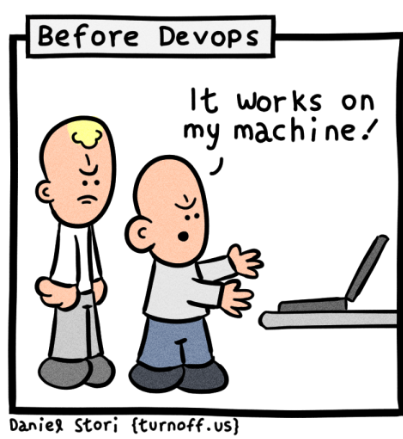 Before Devops
It works on
my machine!
Daniel Stori {turnoff.us}